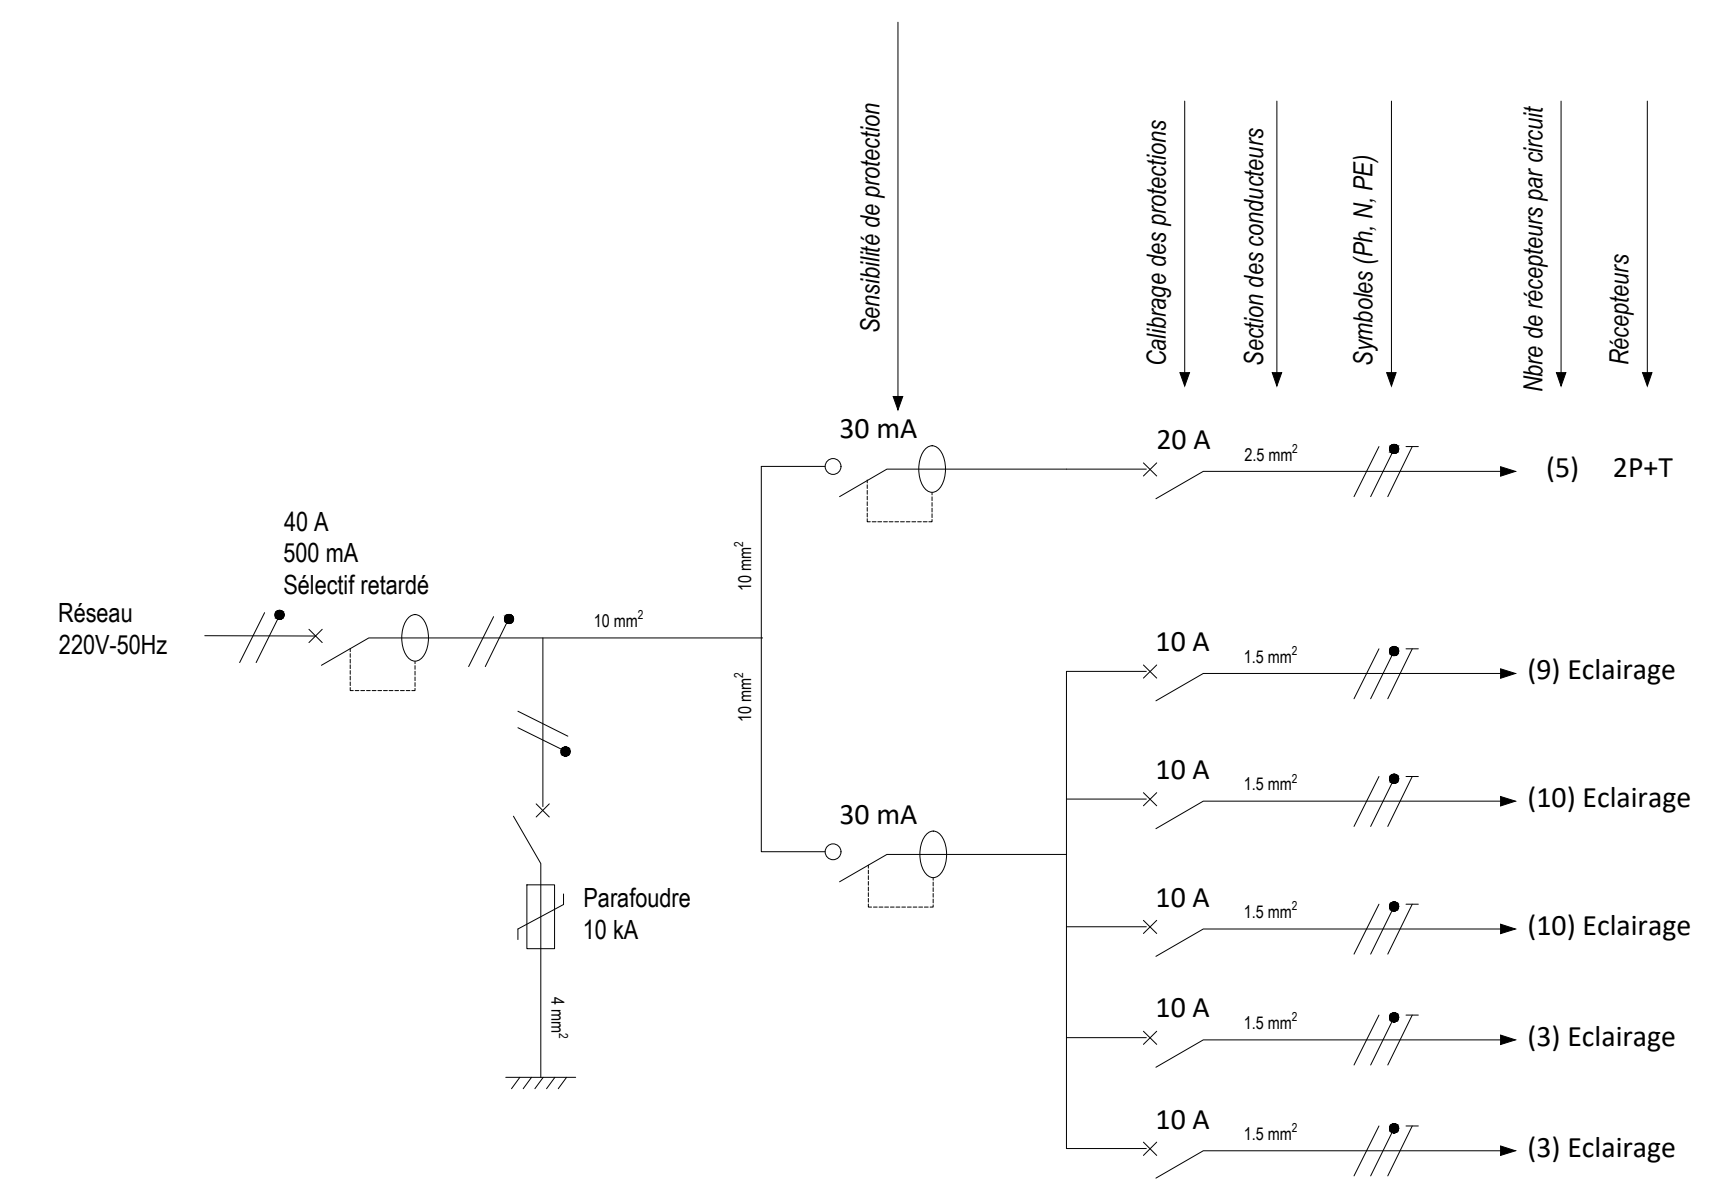 Sensibilité de protection
Calibrage des protections
Section des conducteurs
Symboles (Ph, N, PE)
Nbre de récepteurs par circuit
Récepteurs
30 mA
20 A
2.5 mm²
(5) 2P+T
40 A
500 mA
Sélectif retardé
Réseau
220V-50Hz
10 mm²
10 mm²
10 mm²
10 A
1.5 mm²
(9) Eclairage
10 A
1.5 mm²
(10) Eclairage
30 mA
10 A
1.5 mm²
(10) Eclairage
Parafoudre
10 kA
4 mm²
10 A
1.5 mm²
(3) Eclairage
10 A
1.5 mm²
(3) Eclairage